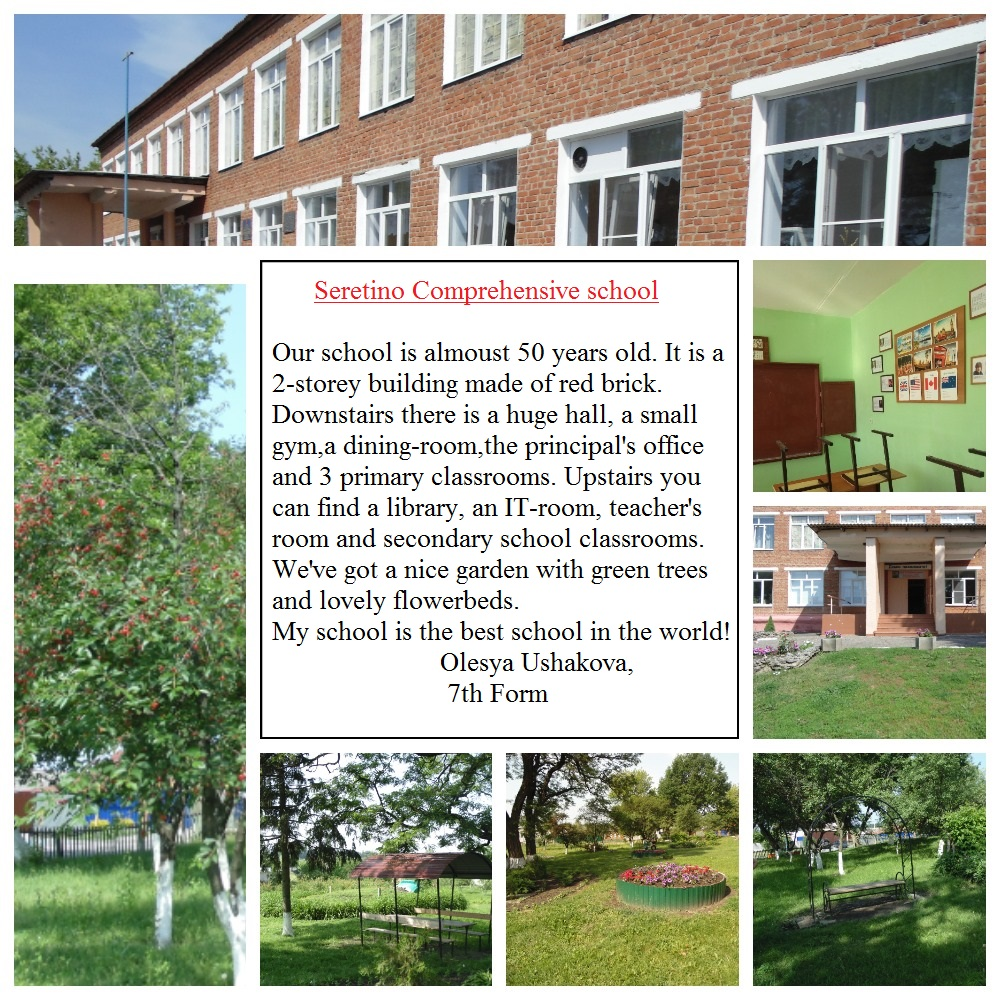 Seretino Comprehensive school
Our school is almoust 50 years old. It is a
2-storey building made of red brick.
Downstairs there is a huge hall, a small
gym,a dining-room,the principal's office
and 3 primary classrooms. Upstairs you
can find a library, an IT-room, teacher's
room and secondary school classrooms.
We've got a nice garden with green trees
and lovely flowerbeds.
My school is the best school in the world!
Olesya Ushakova,
7th Form